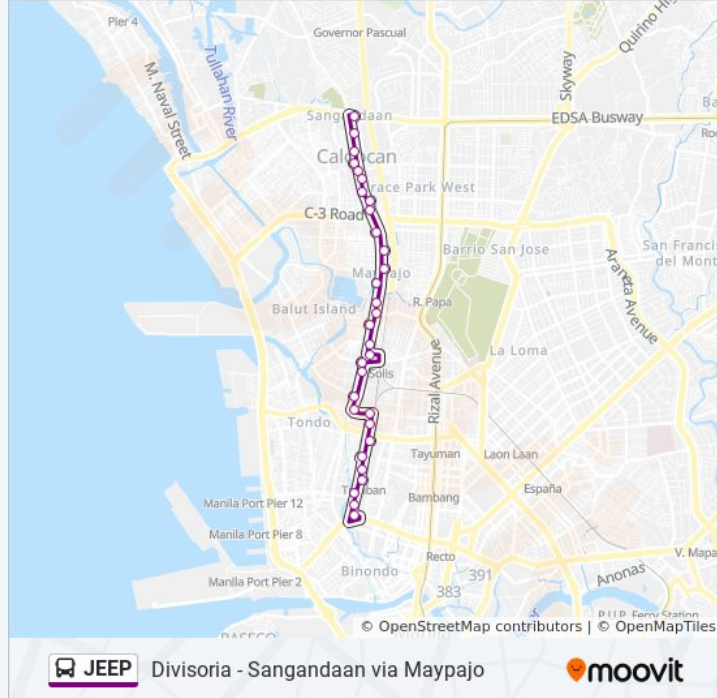 Pier 4
Governor Pascual
Quirino Hi
Skyway
Tullahan River
M. Naval Street
Sangandaan
EDSA Busway
Caloocan
Grace Park West
C-3 Road
Barrio San Jose
San Francis
del Mont
Araneta Avenue
Maypajo
R. Papa
Balut Island
La Loma
Rizal Avenue
Solis
Tondo
Tayuman
Laon Laan
España
Manila Port Pier 12
Tutuban
Bambang
Manila Port Pier 8
Recto
V. Mapa
Binondo
391
Anonas
Manila Port Pier 2
383
P.U.P. Ferry Station
BASECO
© OpenStreetMap contributors | © OpenMapTiles
JEEP Divisoria - Sangandaan via Maypajo moovit